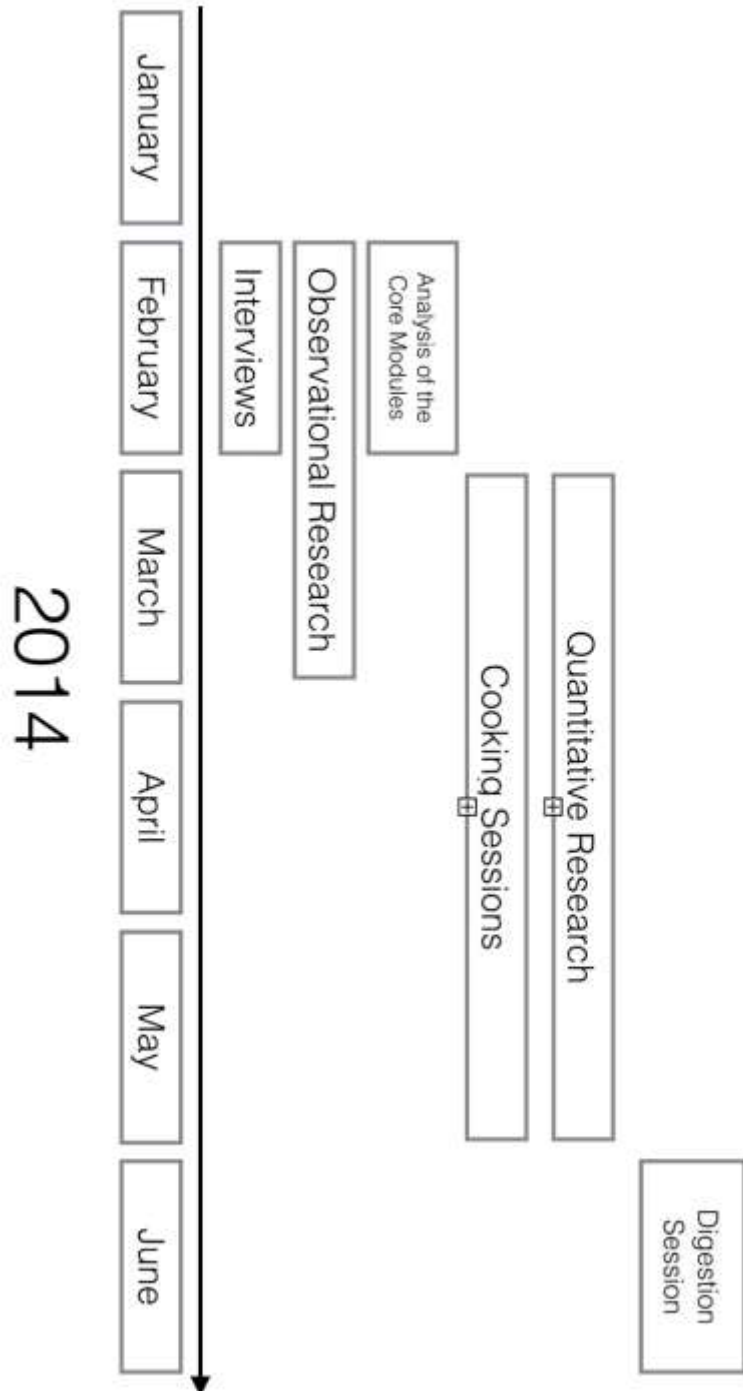 Digestion
Session
Quantitative Research
Cooking Sessions
Analysis of the
Core Modules
Observational Research
Interviews
January
February
March
April
May
June
2014